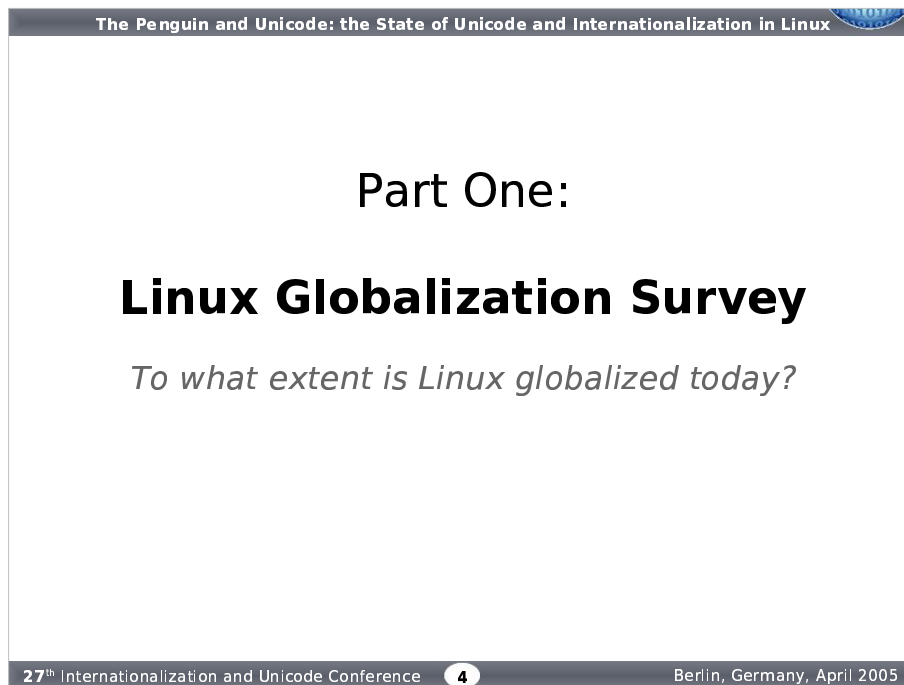 The Penguin and Unicode: the State of Unicode and Internationalization in Linux
Part One:
Linux Globalization Survey
To what extent is Linux globalized today?
27th Internationalization and Unicode Conference
4
Berlin, Germany, April 2005